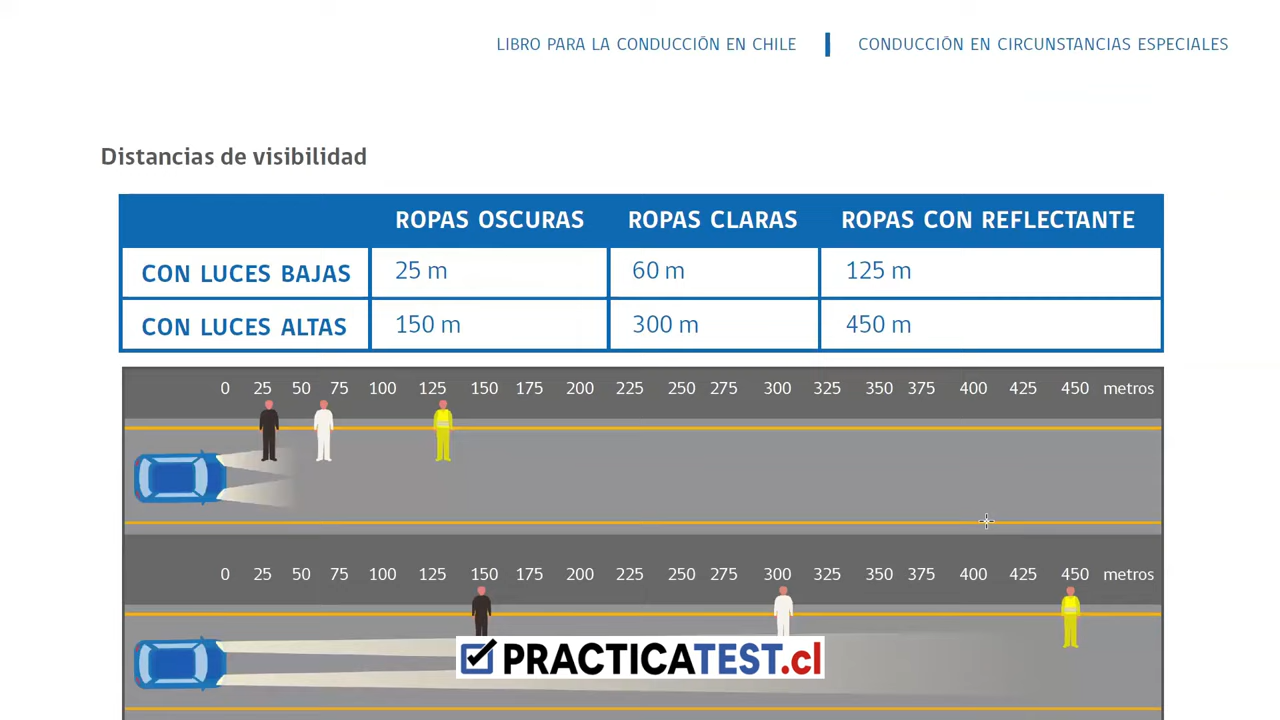 LIBRO PARA LA CONDUCCIÓN EN CHILE | CONDUCCIÓN EN CIRCUNSTANCIAS ESPECIALES
Distancias de visibilidad
ROPAS OSCURAS ROPAS CLARAS ROPAS CON REFLECTANTE
CON LUCES BAJAS 25 m 60 m 125 m
CON LUCES ALTAS 150 m 300 m 450 m
0 25 50 75 100 125 150 175 200 225 250 275 300 325 350 375 400 425 450 metros
0 25 50 75 100 125 150 175 200 225 250 275 300 325 350 375 400 425 450 metros
PRACTICATEST.cl